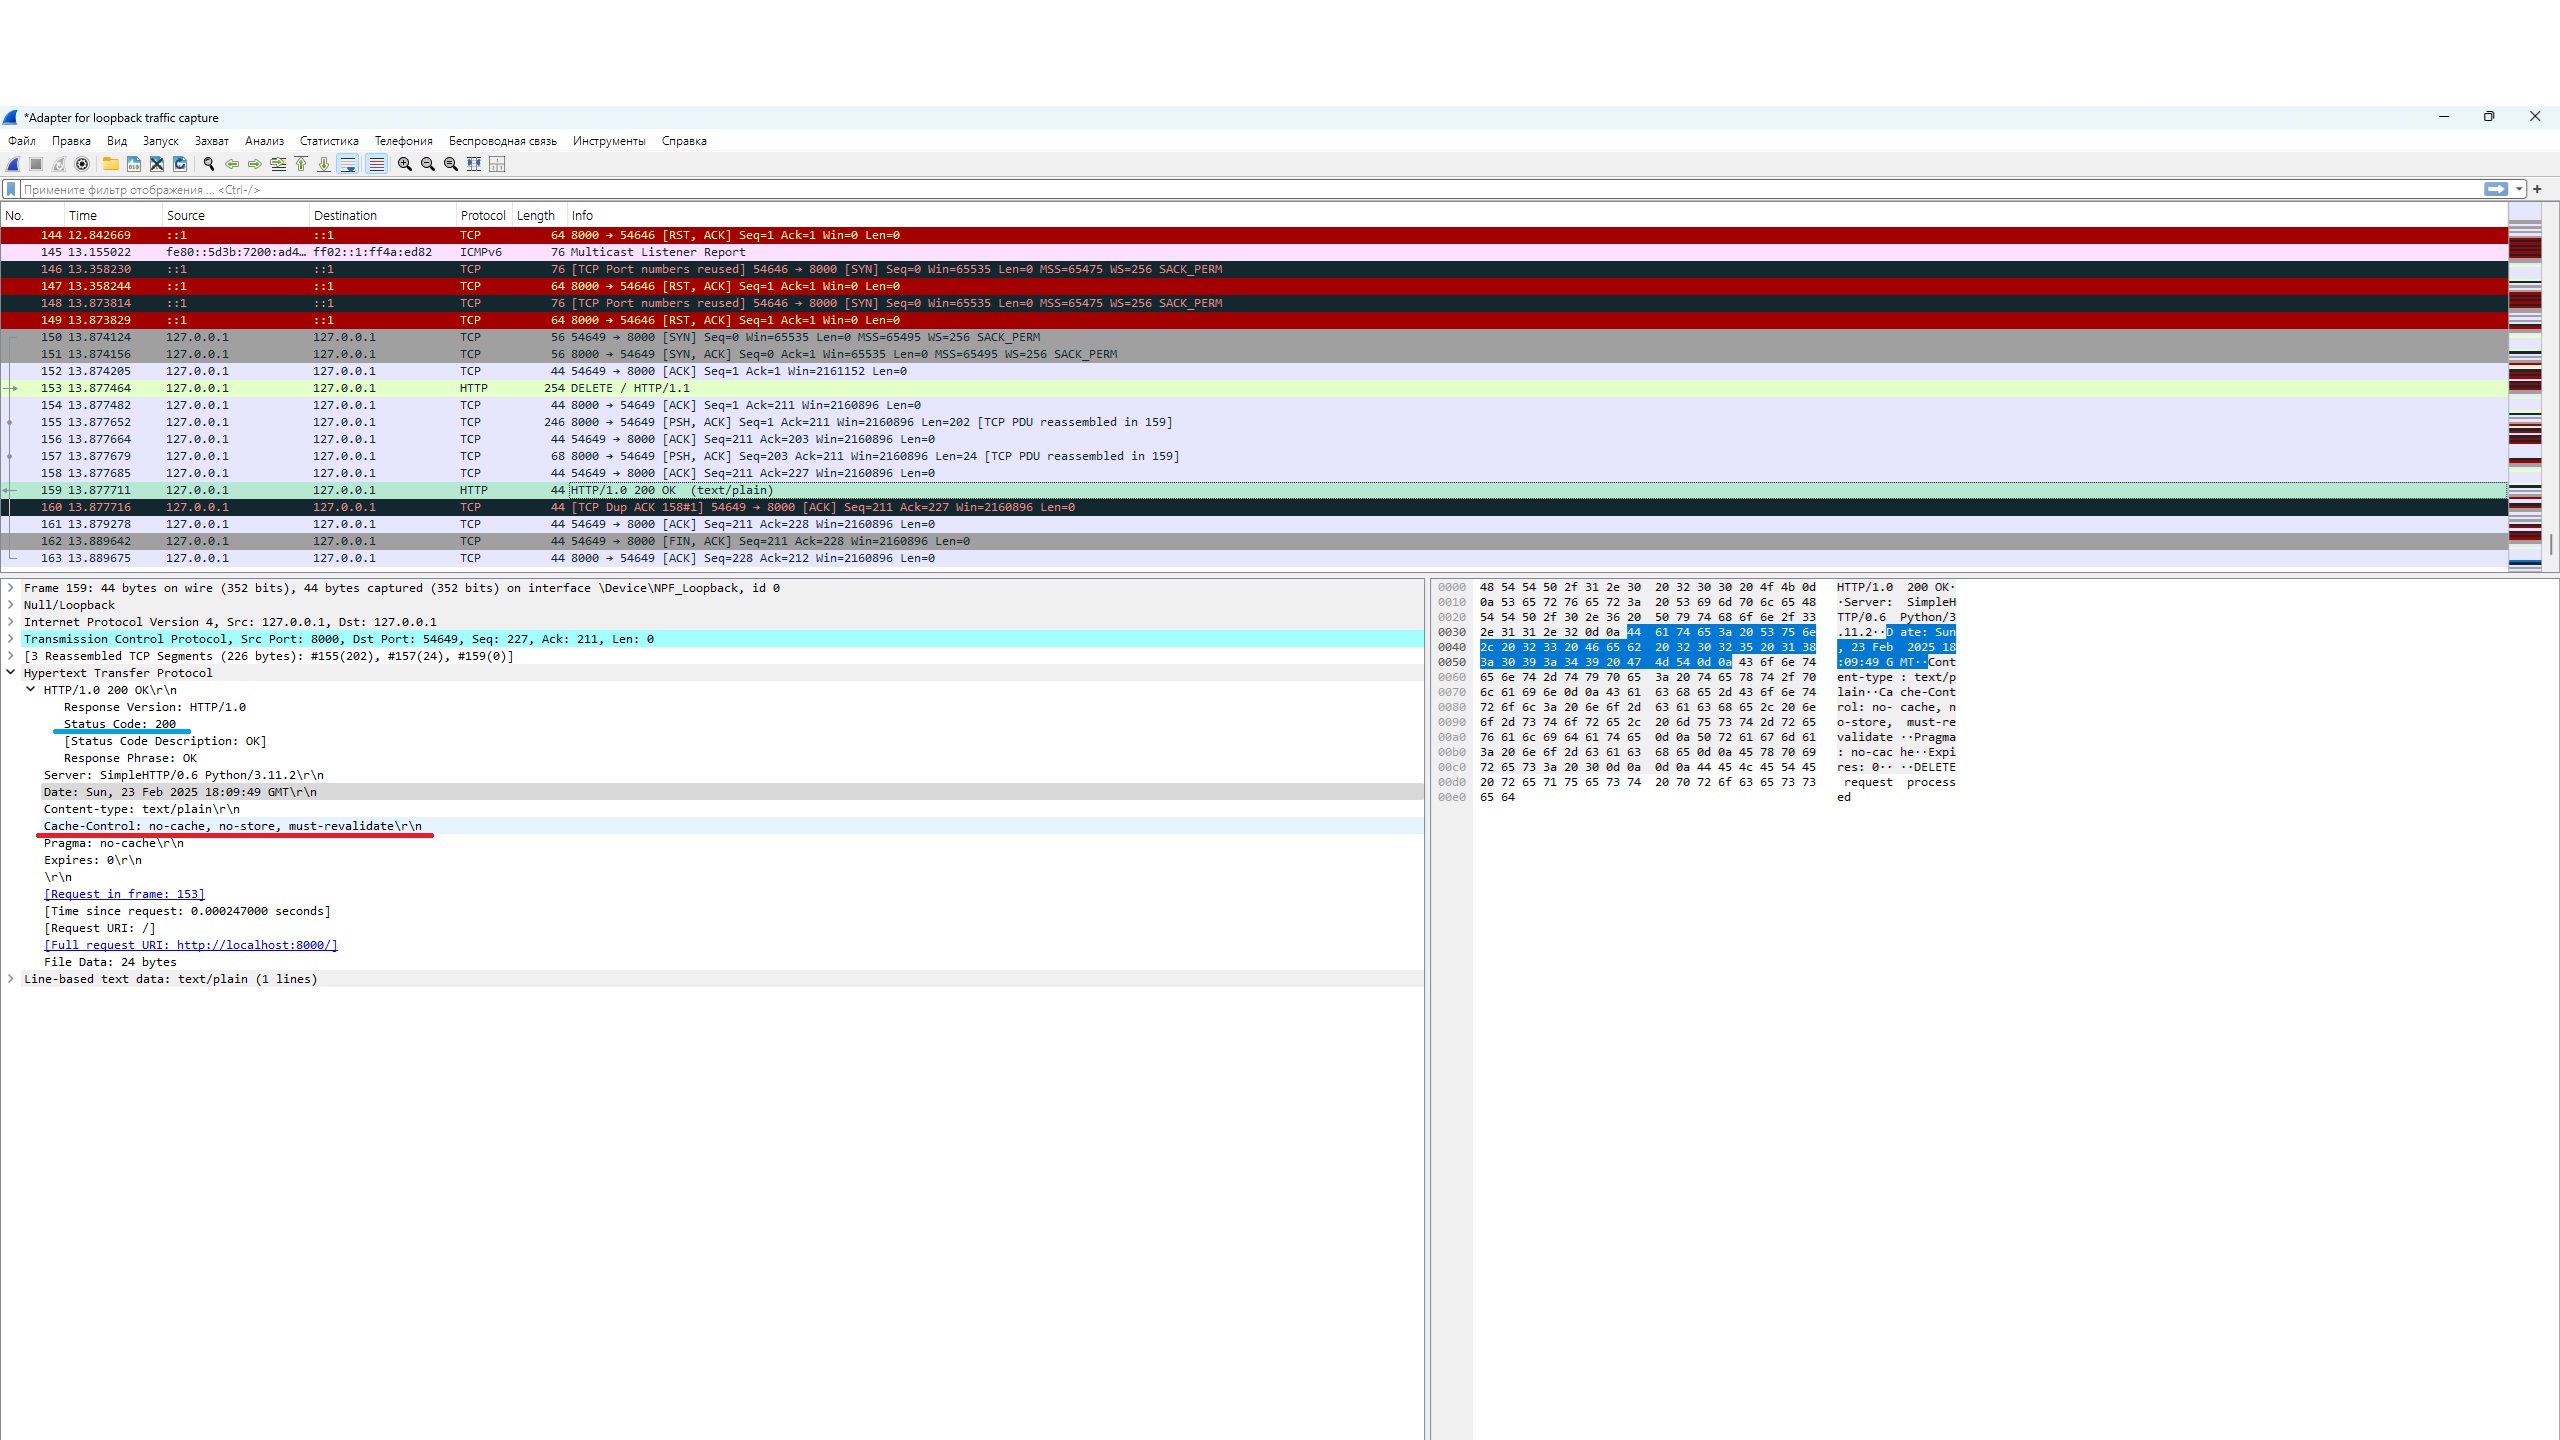 *Adapter for loopback traffic capture
Файл Правка Вид Запуск Захват Анализ Статистика Телефония Беспроводная связь Инструменты Справка
Примените фильтр отображения ... <Ctrl-/>
No. Time Source Destination Protocol Length Info
144 12.842669 ::1 ::1 TCP 64 8000 → 54646 [RST, ACK] Seq=1 Ack=1 Win=0 Len=0
145 13.155022 fe80::5d3b:7200:ad4… ff02::1:ff4a:ed82 ICMPv6 76 Multicast Listener Report
146 13.358230 ::1 ::1 TCP 76 [TCP Port numbers reused] 54646 → 8000 [SYN] Seq=0 Win=65535 Len=0 MSS=65475 WS=256 SACK_PERM
147 13.358244 ::1 ::1 TCP 64 8000 → 54646 [RST, ACK] Seq=1 Ack=1 Win=0 Len=0
148 13.873814 ::1 ::1 TCP 76 [TCP Port numbers reused] 54646 → 8000 [SYN] Seq=0 Win=65535 Len=0 MSS=65475 WS=256 SACK_PERM
149 13.873829 ::1 ::1 TCP 64 8000 → 54646 [RST, ACK] Seq=1 Ack=1 Win=0 Len=0
150 13.874124 127.0.0.1 127.0.0.1 TCP 56 54649 → 8000 [SYN] Seq=0 Win=65535 Len=0 MSS=65495 WS=256 SACK_PERM
151 13.874156 127.0.0.1 127.0.0.1 TCP 56 8000 → 54649 [SYN, ACK] Seq=0 Ack=1 Win=65535 Len=0 MSS=65495 WS=256 SACK_PERM
152 13.874205 127.0.0.1 127.0.0.1 TCP 44 54649 → 8000 [ACK] Seq=1 Ack=1 Win=2161152 Len=0
153 13.877464 127.0.0.1 127.0.0.1 HTTP 254 DELETE / HTTP/1.1
154 13.877482 127.0.0.1 127.0.0.1 TCP 44 8000 → 54649 [ACK] Seq=1 Ack=211 Win=2160896 Len=0
155 13.877652 127.0.0.1 127.0.0.1 TCP 246 8000 → 54649 [PSH, ACK] Seq=1 Ack=211 Win=2160896 Len=202 [TCP PDU reassembled in 159]
156 13.877664 127.0.0.1 127.0.0.1 TCP 44 54649 → 8000 [ACK] Seq=211 Ack=203 Win=2160896 Len=0
157 13.877679 127.0.0.1 127.0.0.1 TCP 68 8000 → 54649 [PSH, ACK] Seq=203 Ack=211 Win=2160896 Len=24 [TCP PDU reassembled in 159]
158 13.877685 127.0.0.1 127.0.0.1 TCP 44 54649 → 8000 [ACK] Seq=211 Ack=227 Win=2160896 Len=0
159 13.877711 127.0.0.1 127.0.0.1 HTTP 44 HTTP/1.0 200 OK (text/plain)
160 13.877716 127.0.0.1 127.0.0.1 TCP 44 [TCP Dup ACK 158#1] 54649 → 8000 [ACK] Seq=211 Ack=227 Win=2160896 Len=0
161 13.879278 127.0.0.1 127.0.0.1 TCP 44 54649 → 8000 [ACK] Seq=211 Ack=228 Win=2160896 Len=0
162 13.889642 127.0.0.1 127.0.0.1 TCP 44 54649 → 8000 [FIN, ACK] Seq=211 Ack=228 Win=2160896 Len=0
163 13.889675 127.0.0.1 127.0.0.1 TCP 44 8000 → 54649 [ACK] Seq=228 Ack=212 Win=2160896 Len=0
Frame 159: 44 bytes on wire (352 bits), 44 bytes captured (352 bits) on interface \Device\NPF_Loopback, id 0
Null/Loopback
Internet Protocol Version 4, Src: 127.0.0.1, Dst: 127.0.0.1
Transmission Control Protocol, Src Port: 8000, Dst Port: 54649, Seq: 227, Ack: 211, Len: 0
[3 Reassembled TCP Segments (226 bytes): #155(202), #157(24), #159(0)]
Hypertext Transfer Protocol
HTTP/1.0 200 OK\r\n
Response Version: HTTP/1.0
Status Code: 200
[Status Code Description: OK]
Response Phrase: OK
Server: SimpleHTTP/0.6 Python/3.11.2\r\n
Date: Sun, 23 Feb 2025 18:09:49 GMT\r\n
Content-type: text/plain\r\n
Cache-Control: no-cache, no-store, must-revalidate\r\n
Pragma: no-cache\r\n
Expires: 0\r\n
\r\n
[Request in frame: 153]
[Time since request: 0.000247000 seconds]
[Request URI: /]
[Full request URI: http://localhost:8000/]
File Data: 24 bytes
Line-based text data: text/plain (1 lines)
0000 48 54 54 50 2f 31 2e 30 20 32 30 30 20 4f 4b 0d HTTP/1.0 200 OK·
0010 0a 53 65 72 76 65 72 3a 20 53 69 6d 70 6c 65 48 ·Server: SimpleH
0020 54 54 50 2f 30 2e 36 20 50 79 74 68 6f 6e 2f 33 TTP/0.6 Python/3
0030 2e 31 31 2e 32 0d 0a 44 61 74 65 3a 20 53 75 6e .11.2··D ate: Sun
0040 2c 20 32 33 20 46 65 62 20 32 30 32 35 20 31 38 , 23 Feb 2025 18
0050 3a 30 39 3a 34 39 20 47 4d 54 0d 0a 43 6f 6e 74 :09:49 G MT··Cont
0060 65 6e 74 2d 74 79 70 65 3a 20 74 65 78 74 2f 70 ent-type : text/p
0070 6c 61 69 6e 0d 0a 43 61 63 68 65 2d 43 6f 6e 74 lain··Ca che-Cont
0080 72 6f 6c 3a 20 6e 6f 2d 63 61 63 68 65 2c 20 6e rol: no- cache, n
0090 6f 2d 73 74 6f 72 65 2c 20 6d 75 73 74 2d 72 65 o-store, must-re
00a0 76 61 6c 69 64 61 74 65 0d 0a 50 72 61 67 6d 61 validate ··Pragma
00b0 3a 20 6e 6f 2d 63 61 63 68 65 0d 0a 45 78 70 69 : no-cac he··Expi
00c0 72 65 73 3a 20 30 0d 0a 0d 0a 44 45 4c 45 54 45 res: 0·· ··DELETE
00d0 20 72 65 71 75 65 73 74 20 70 72 6f 63 65 73 73 request process
00e0 65 64 ed